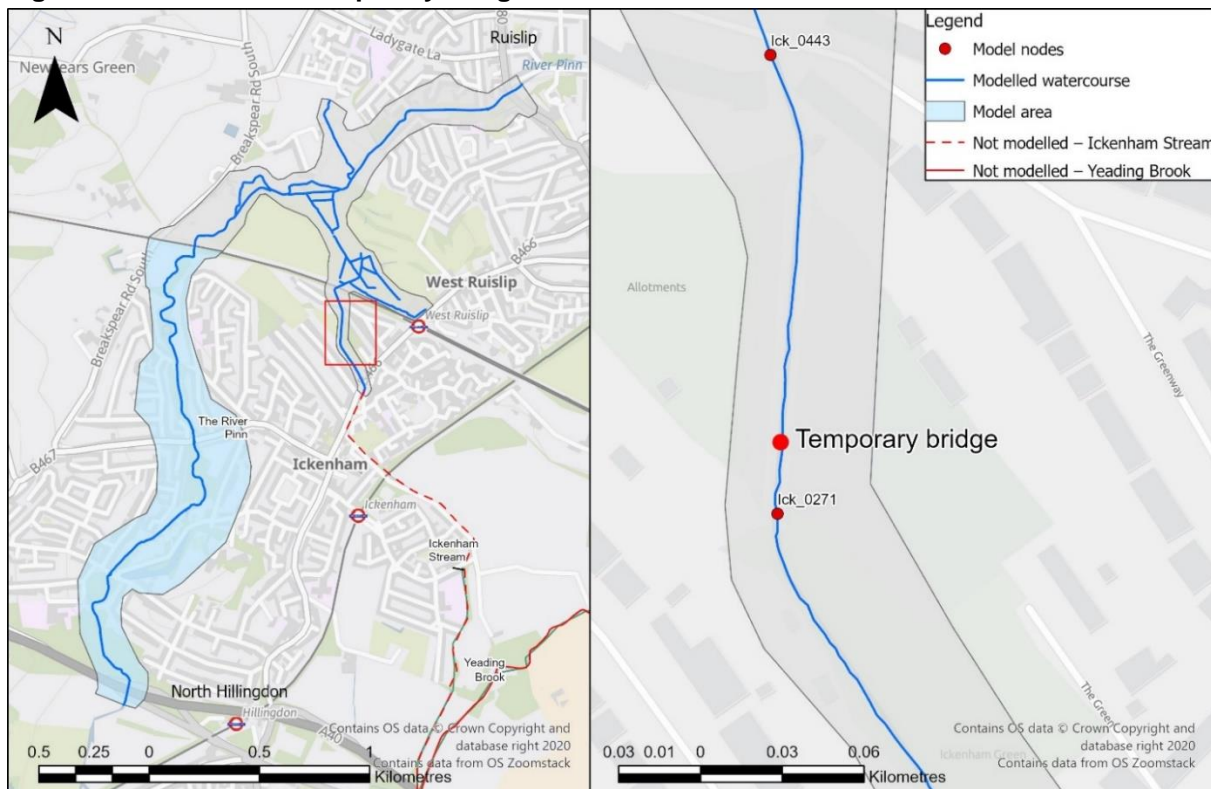 N
Ladygate La
Ruislip
River Pinn
Breakspear Rd South
B466
West Ruislip
West Ruislip
Breakspear Rd South
The River
Pinn
B467
Ickenham
Ickenham
Ickenham
Stream
Yeading
Brook
North Hillingdon
Hillingdon
A40
Contains OS data © Crown Copyright and
database right 2020
Contains data from OS Zoomstack
0.5 0.25 0 0.5 1
Kilometres
Ick_0443
Allotments
The Greenway
Temporary bridge
Ick_0271
Ickenham Green
Contains OS data © Crown Copyright and
database right 2020
Contains data from OS Zoomstack
0.03 0.01 0 0.03 0.06
Kilometres
Legend
Model nodes
Modelled watercourse
Model area
Not modelled – Ickenham Stream
Not modelled – Yeading Brook